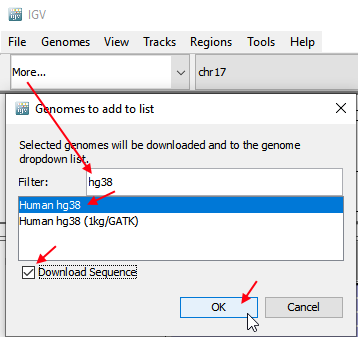 IGV
File Genomes View Tracks Regions Tools Help
More... chr17
Genomes to add to list
Selected genomes will be downloaded and to the genome
dropdown list.
Filter: hg38
Human hg38
Human hg38 (1kg/GATK)
Download Sequence
OK Cancel